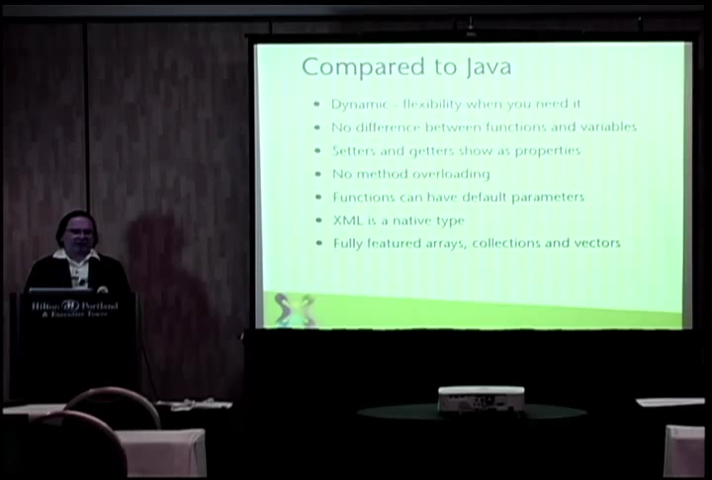 Compared to Java
Dynamic - flexibility when you need it
No difference between functions and variables
Setters and getters show as properties
No method overloading
Functions can have default parameters
XML is a native type
Fully featured arrays, collections and vectors
Hilton Portland
& Executive Tower